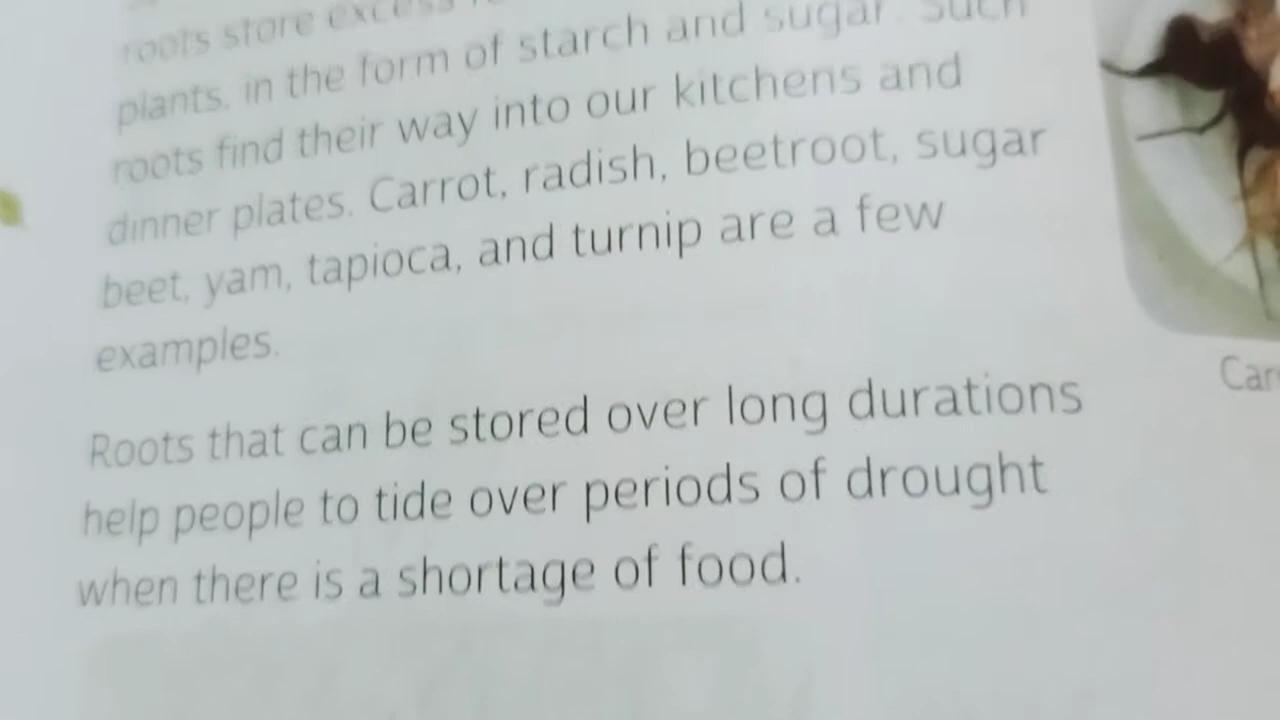 roots store excess
plants, in the form of starch and sugar. Such
roots find their way into our kitchens and
dinner plates. Carrot, radish, beetroot, sugar
beet, yam, tapioca, and turnip are a few
examples.
Roots that can be stored over long durations
help people to tide over periods of drought
when there is a shortage of food.